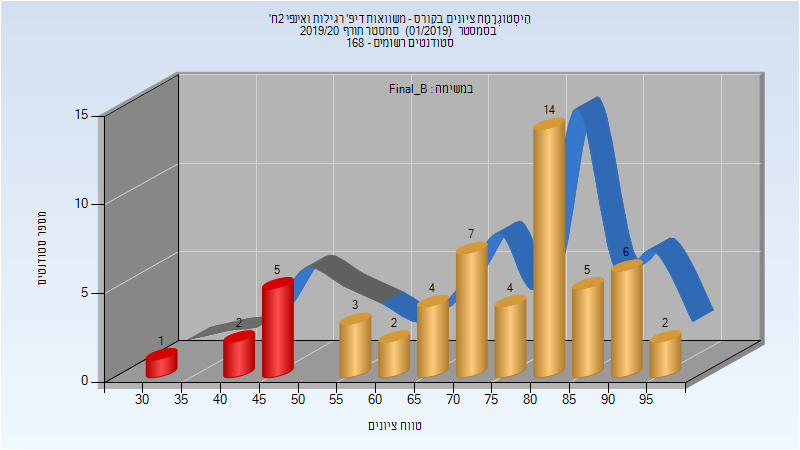 הִיסְטוֹגְרָמַת ציונים בקורס - משוואות דיפ' רגילות ואינפי 2ח'
בסמסטר (01/2019) סמסטר חורף 2019/20
סטודנטים רשומים - 168
במשימה : Final_B
מספר סטודנטים
15
10
5
0
1
2
5
3
2
4
7
4
14
5
6
2
30 35 40 45 50 55 60 65 70 75 80 85 90 95
טווח ציונים